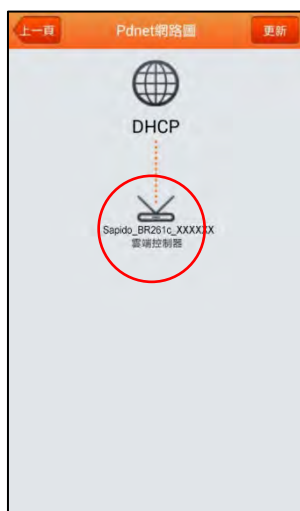 上一頁
Pdnet網路圖
更新
DHCP
Sapido_BR261c_XXXXXX
雲端控制器